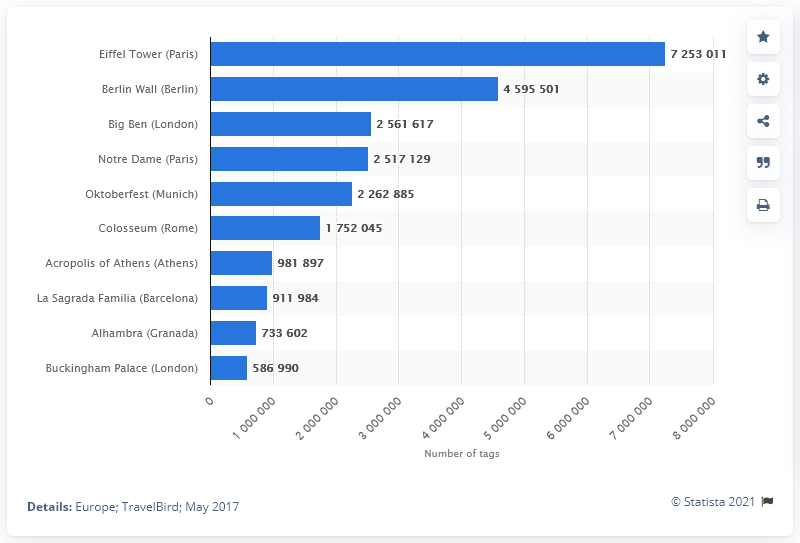 Eiffel Tower (Paris) 7 253 011
Berlin Wall (Berlin) 4 595 501
Big Ben (London) 2 561 617
Notre Dame (Paris) 2 517 129
Oktoberfest (Munich) 2 262 885
Colosseum (Rome) 1 752 045
Acropolis of Athens (Athens) 981 897
La Sagrada Familia (Barcelona) 911 984
Alhambra (Granada) 733 602
Buckingham Palace (London) 586 990
0 1 000 000 2 000 000 3 000 000 4 000 000 5 000 000 6 000 000 7 000 000 8 000 000
Number of tags
Details: Europe; TravelBird; May 2017
© Statista 2021